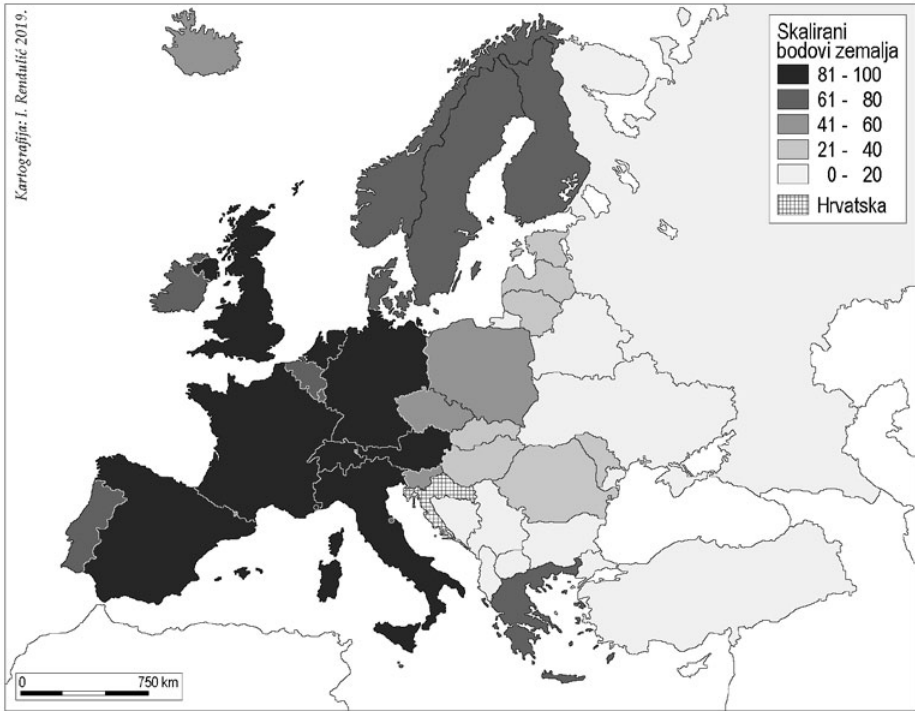 Kartografija: I. Rendulić 2019.
Skalirani
bodovi zemalja
81 - 100
61 - 80
41 - 60
21 - 40
0 - 20
Hrvatska
0 750 km